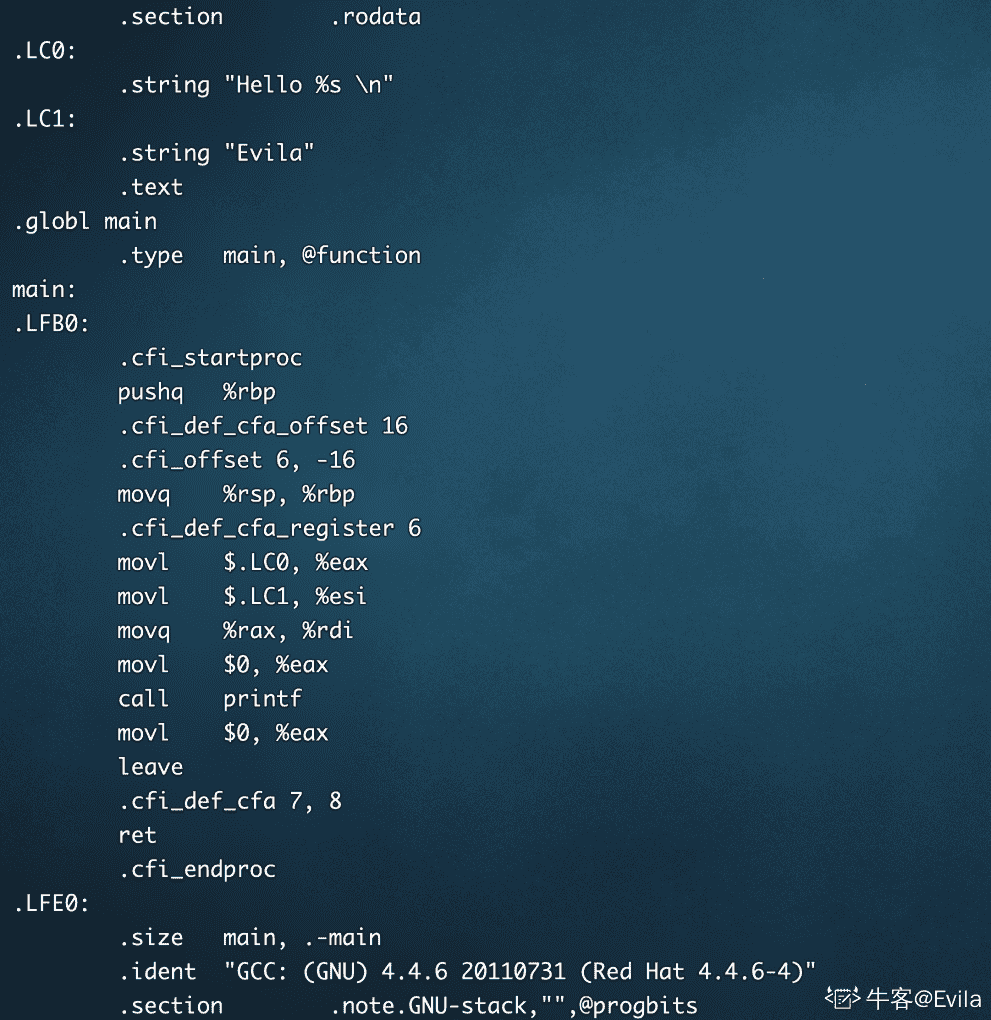 .section .rodata
.LC0:
.string "Hello %s \n"
.LC1:
.string "Evila"
.text
.globl main
.type main, @function
main:
.LFB0:
.cfi_startproc
pushq %rbp
.cfi_def_cfa_offset 16
.cfi_offset 6, -16
movq %rsp, %rbp
.cfi_def_cfa_register 6
movl $.LC0, %eax
movl $.LC1, %esi
movq %rax, %rdi
movl $0, %eax
call printf
movl $0, %eax
leave
.cfi_def_cfa 7, 8
ret
.cfi_endproc
.LFE0:
.size main, .-main
.ident "GCC: (GNU) 4.4.6 20110731 (Red Hat 4.4.6-4)"
.section .note.GNU-stack,"",@progbits
牛客@Evila